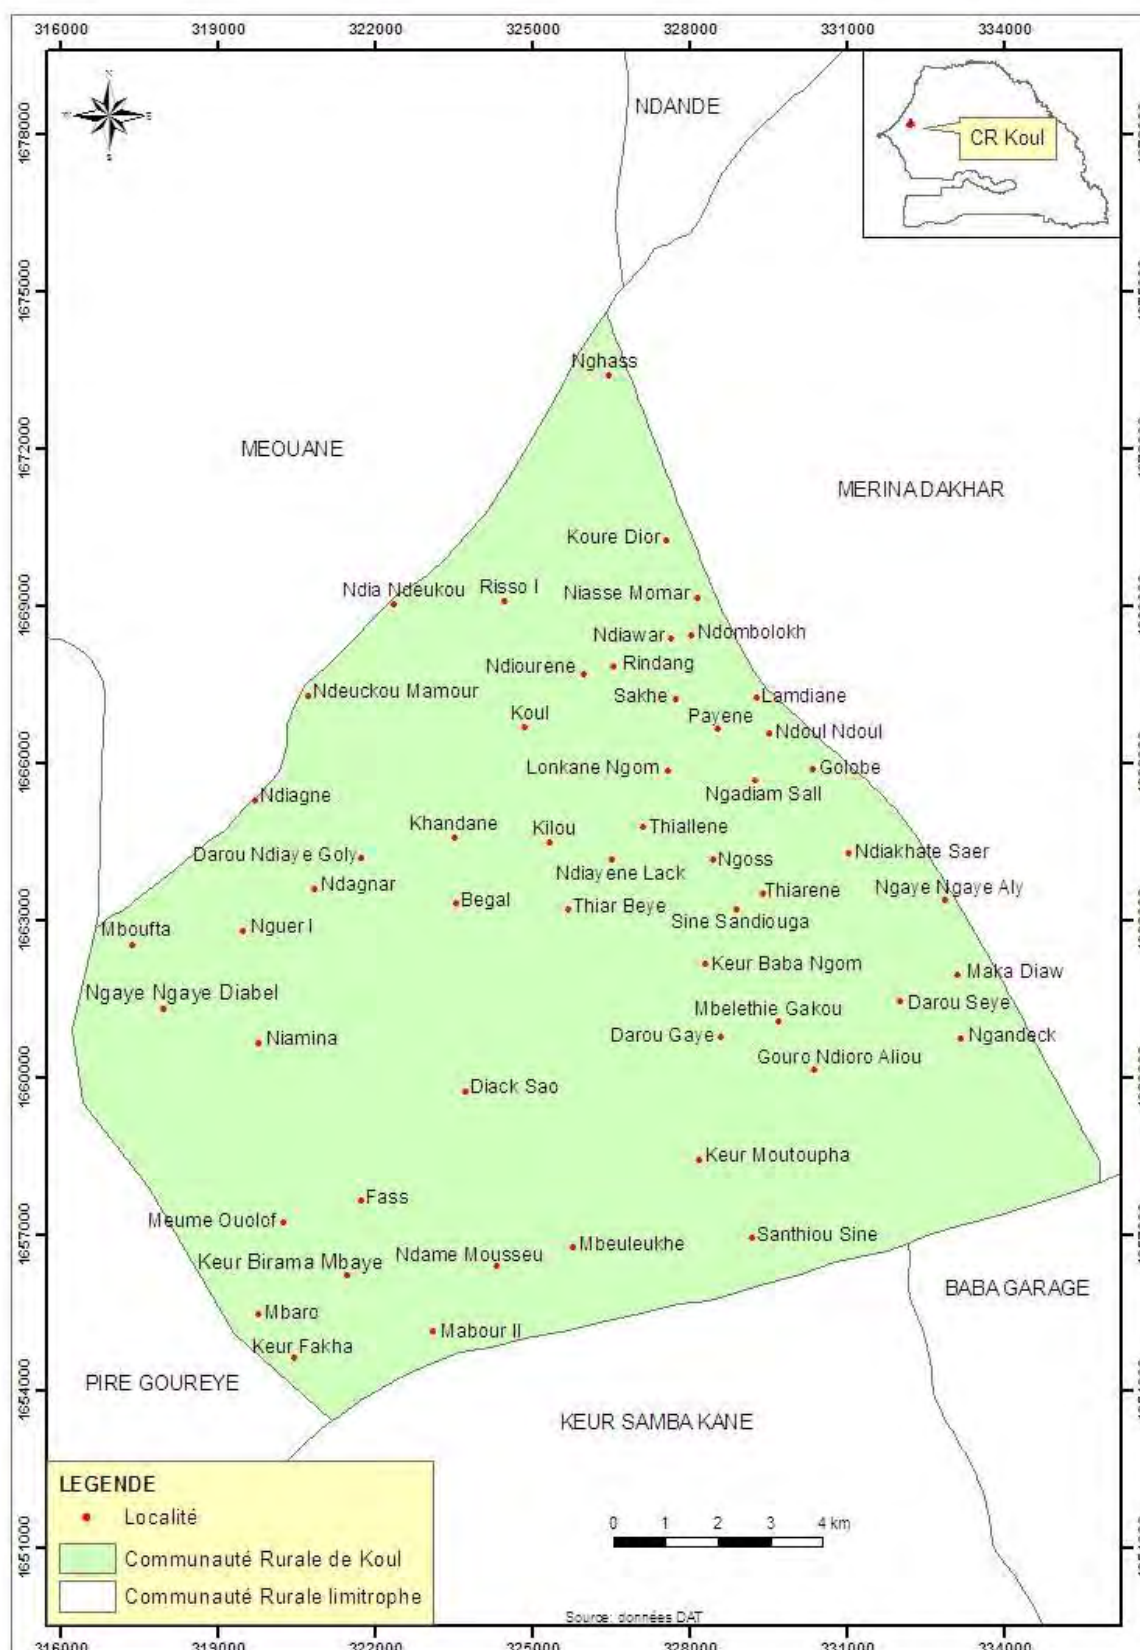 316000 319000 322000 325000 328000 331000 334000
N
NDANDE
1678000
CR Koul
1675000
Nghass
1672000
MEOUANE
MERINA DAKHAR
Koure Dior
Ndia Ndeukou
Risso I
Niasse Momar
1669000
Ndiawar
Ndombolokh
Ndiourene
Rindang
Ndeuckou Mamour
Sakhe
Lamdiane
Koul
Payene
Ndoul Ndoul
1666000
Lonkane Ngom
Golobe
Ndiagne
Ngadiam Sall
Khandane
Kilou
Thiallene
Darou Ndiaye Goly
Ndiayene Lack
Ngoss
Ndiakhate Saer
Ndagnar
Thiarene
Ngaye Ngaye Aly
Begal
Thiar Beye
Sine Sandiouga
1663000
Mboufta
Nguer I
Keur Baba Ngom
Maka Diaw
Ngaye Ngaye Diabel
Mbelethie Gakou
Darou Seye
Niamina
Darou Gaye
Ngandeck
Gouro Ndioro Aliou
1660000
Diack Sao
Keur Moutoupha
Fass
Meume Ouolof
1657000
Santhiou Sine
Mbeuleukhe
Ndame Mousseu
Keur Birama Mbaye
BABA GARAGE
Mbaro
Mabour II
Keur Fakha
PIRE GOUREYE
1654000
KEUR SAMBA KANE
LEGENDE
Localité
Communauté Rurale de Koul
Communauté Rurale limitrophe
0 1 2 3 4 km
1651000
Source: données DAT
316000 319000 322000 325000 328000 331000 334000